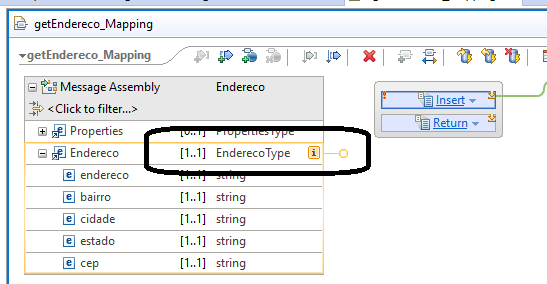 getEndereco_Mapping
getEndereco_Mapping
Message Assembly Endereco
<Click to filter...>
Properties [0..1] PropertiesType
Endereco [1..1] EnderecoType i
e endereco [1..1] string
e bairro [1..1] string
e cidade [1..1] string
e estado [1..1] string
e cep [1..1] string
Insert
Return